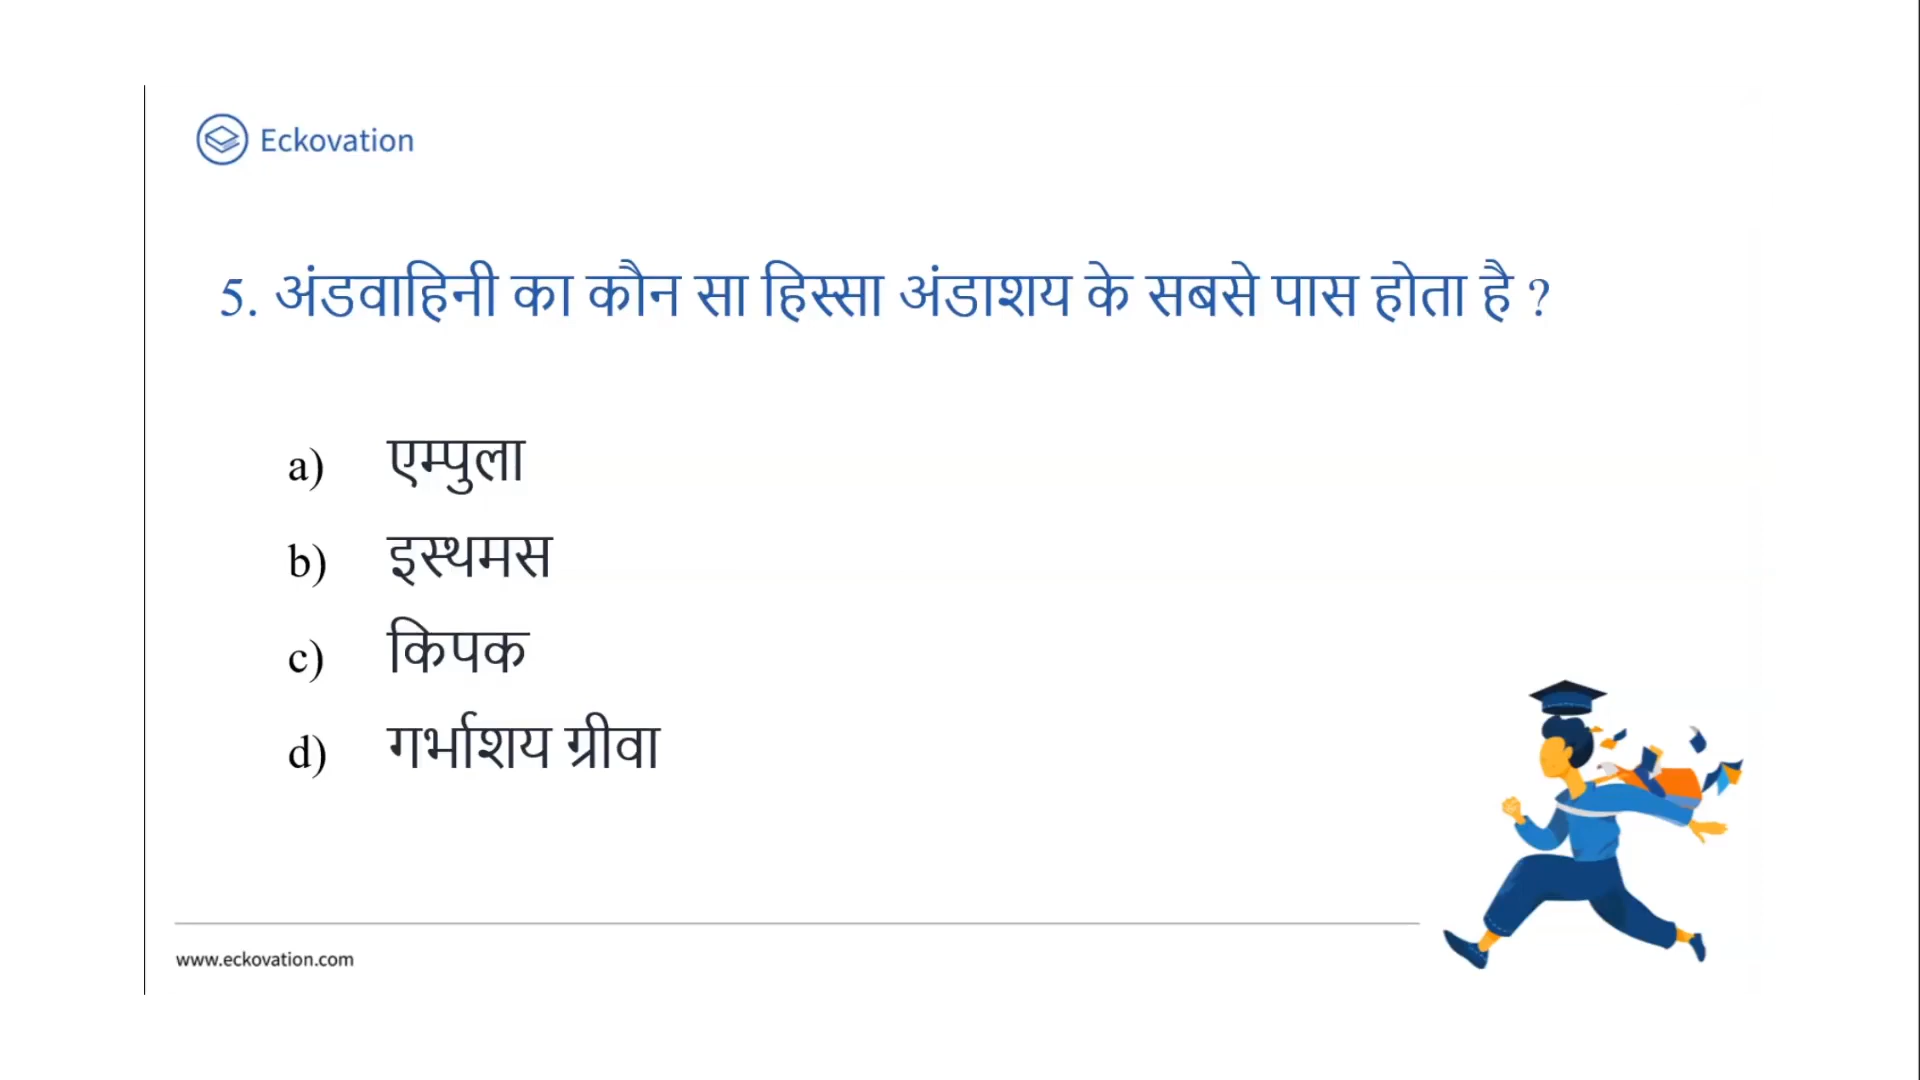 Eckovation
5. अंडवाहिनी का कौन सा हिस्सा अंडाशय के सबसे पास होता है ?
a) एम्पुला
b) इस्थमस
c) किपक
d) गर्भाशय ग्रीवा
www.eckovation.com